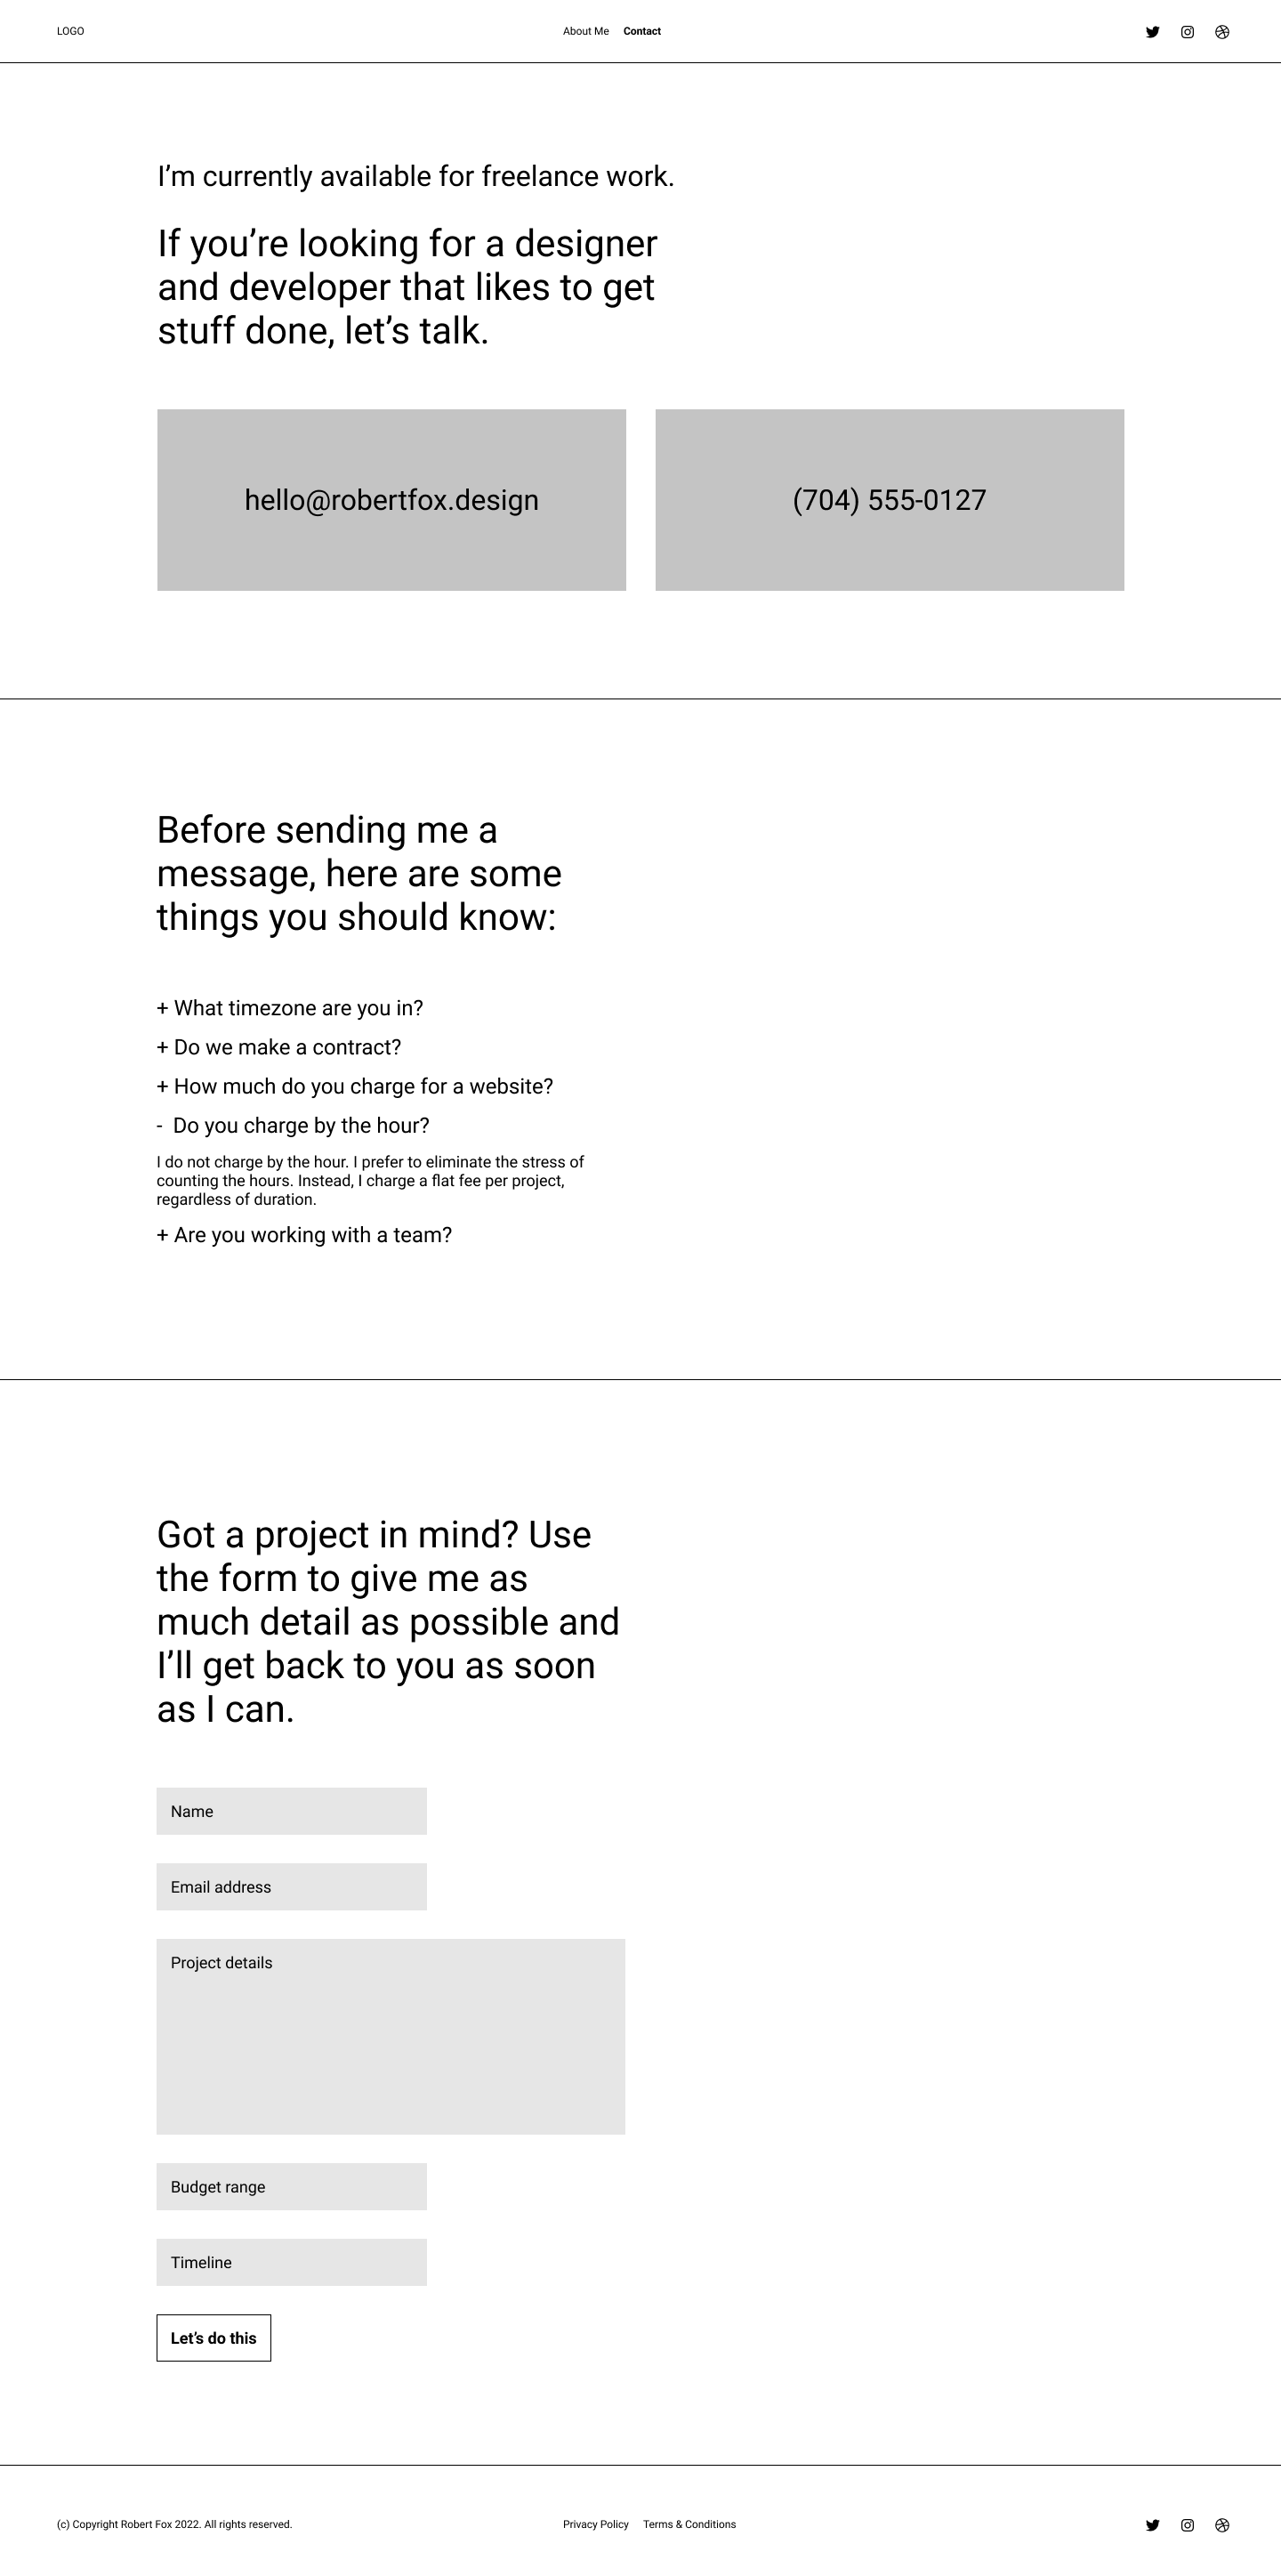 LOGO
About Me Contact
I’m currently available for freelance work.
If you’re looking for a designer
and developer that likes to get
stuff done, let’s talk.
hello@robertfox.design
(704) 555-0127
Before sending me a
message, here are some
things you should know:
+ What timezone are you in?
+ Do we make a contract?
+ How much do you charge for a website?
- Do you charge by the hour?
I do not charge by the hour. I prefer to eliminate the stress of
counting the hours. Instead, I charge a flat fee per project,
regardless of duration.
+ Are you working with a team?
Got a project in mind? Use
the form to give me as
much detail as possible and
I’ll get back to you as soon
as I can.
Name
Email address
Project details
Budget range
Timeline
Let’s do this
(c) Copyright Robert Fox 2022. All rights reserved.
Privacy Policy Terms & Conditions